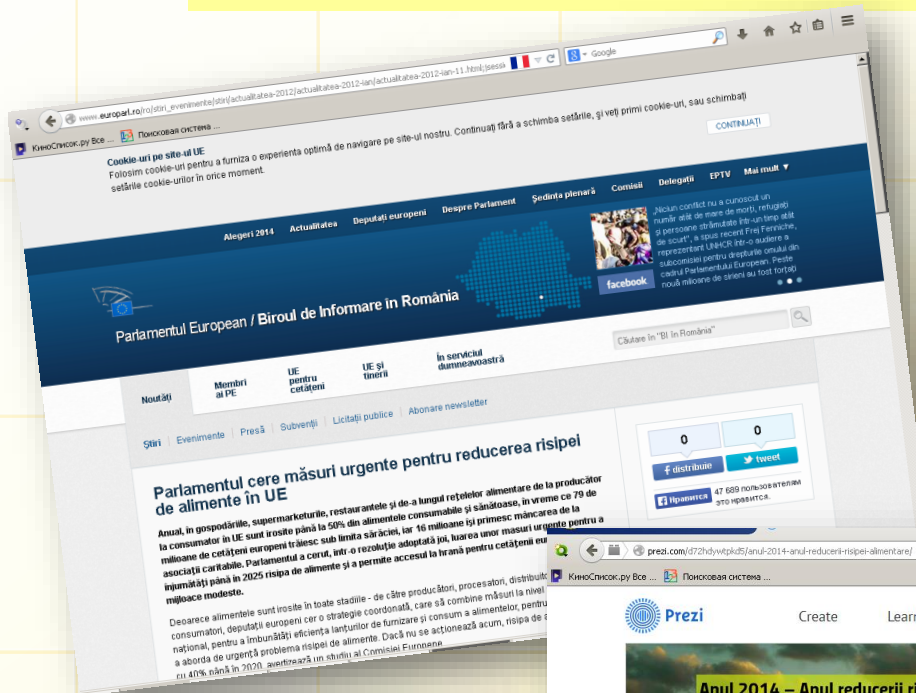 www.europarl.ro/ro/stiri_evenimente/stiri/actualitatea-2012/actualitatea-2012-ian/actualitatea-2012-ian-11.html;jsessi
Google
КиноСписок.ру Все ...
Поисковая система ...
Cookie-uri pe site-ul UE
Folosim cookie-uri pentru a furniza o experienta optimă de navigare pe site-ul nostru. Continuați fără a schimba setările, și veți primi cookie-uri, sau schimbați
setările cookie-urilor în orice moment.
CONTINUAȚI
Alegeri 2014 Actualitatea Deputați europeni Despre Parlament Ședința plenară Comisii Delegații EPTV Mai mult ▼
„Niciun conflict nu a cunoscut un
număr atât de mare de morți, refugiați
și persoane strămutate într-un timp atât
de scurt", a spus recent Frej Fenniche,
reprezentant UNHCR într-o audiere a
subcomisiei pentru drepturile omului din
cadrul Parlamentului European. Peste
nouă milioane de sirieni au fost forțați
facebook
Parlamentul European / Biroul de Informare în România
Căutare în "BI în România"
Noutăți
Membri
ai PE
UE
pentru
cetățeni
UE și
tinerii
În serviciul
dumneavoastră
Știri | Evenimente | Presă | Subvenții | Licitații publice | Abonare newsletter
0
0
f distribuie
tweet
Нравится
47 689 пользователям
это нравится.
Parlamentul cere măsuri urgente pentru reducerea risipei
de alimente în UE
Anual, în gospodăriile, supermarketurile, restaurantele și de-a lungul rețelelor alimentare de la producător
la consumator in UE sunt irosite până la 50% din alimentele consumabile și sănătoase, in vreme ce 79 de
milioane de cetățeni europeni trăiesc sub limita sărăciei, iar 16 milioane iși primesc mâncarea de la
asociații caritabile. Parlamentul a cerut, intr-o rezoluție adoptată joi, luarea unor masuri urgente pentru a
injumătăți până in 2025 risipa de alimente și a permite accesul la hrană pentru cetățenii eur
mijloace modeste.
Deoarece alimentele sunt irosite în toate stadiile - de către producători, procesatori, distribuito
consumatori, deputații europeni cer o strategie coordonată, care să combine măsuri la nivel
național, pentru a îmbunătăți eficiența lanțurilor de furnizare și consum a alimentelor, pentru
a aborda de urgență problema risipei de alimente. Dacă nu se acționează acum, risipa de a
cu 40% până în 2020, avertizează un studiu al Comisiei Europene
prezi.com/d72hdywtpkd5/anul-2014-anul-reducerii-risipei-alimentare/
КиноСписок.ру Все ...
Поисковая система ...
Prezi
Create
Learn
Anul 2014 – Anul reducerii ri